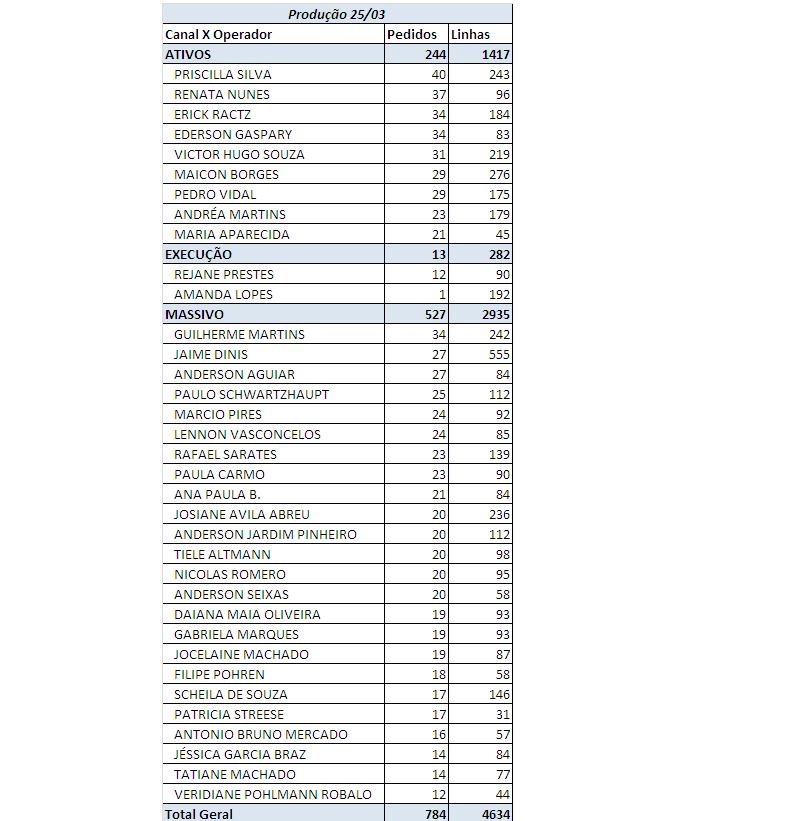 Produção 25/03
Canal X Operador Pedidos Linhas
ATIVOS 244 1417
PRISCILLA SILVA 40 243
RENATA NUNES 37 96
ERICK RACTZ 34 184
EDERSON GASPARY 34 83
VICTOR HUGO SOUZA 31 219
MAICON BORGES 29 276
PEDRO VIDAL 29 175
ANDRÉA MARTINS 23 179
MARIA APARECIDA 21 45
EXECUÇÃO 13 282
REJANE PRESTES 12 90
AMANDA LOPES 1 192
MASSIVO 527 2935
GUILHERME MARTINS 34 242
JAIME DINIS 27 555
ANDERSON AGUIAR 27 84
PAULO SCHWARTZHAUPT 25 112
MARCIO PIRES 24 92
LENNON VASCONCELOS 24 85
RAFAEL SARATES 23 139
PAULA CARMO 23 90
ANA PAULA B. 21 84
JOSIANE AVILA ABREU 20 236
ANDERSON JARDIM PINHEIRO 20 112
TIELE ALTMANN 20 98
NICOLAS ROMERO 20 95
ANDERSON SEIXAS 20 58
DAIANA MAIA OLIVEIRA 19 93
GABRIELA MARQUES 19 93
JOCELAINE MACHADO 19 87
FILIPE POHREN 18 58
SCHEILA DE SOUZA 17 146
PATRICIA STREESE 17 31
ANTONIO BRUNO MERCADO 16 57
JÉSSICA GARCIA BRAZ 14 84
TATIANE MACHADO 14 77
VERIDIANE POHLMANN ROBALO 12 44
Total Geral 784 4634